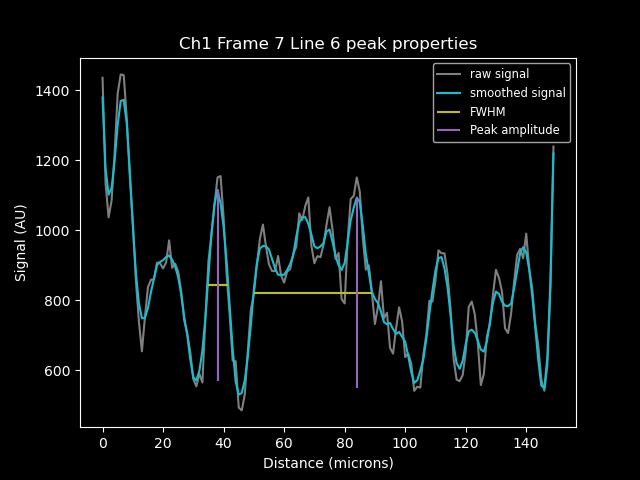 Ch1 Frame 7 Line 6 peak properties
raw signal
smoothed signal
FWHM
Peak amplitude
Signal (AU)
1400
1200
1000
800
600
0 20 40 60 80 100 120 140
Distance (microns)